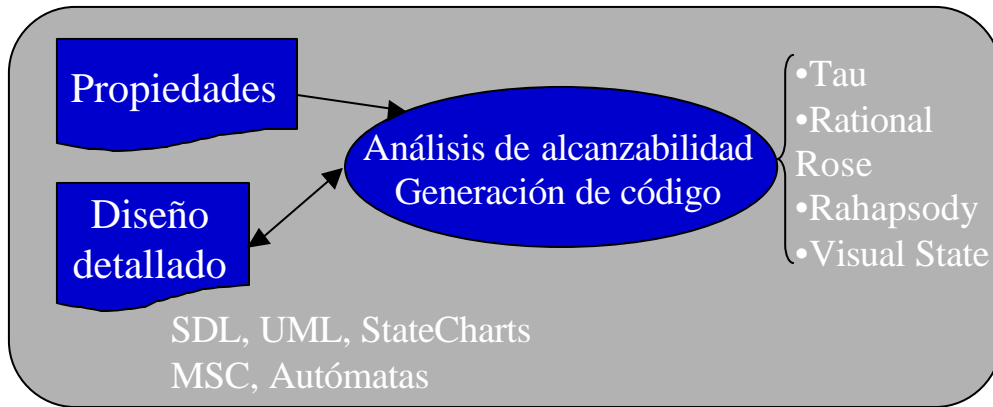 Propiedades
Análisis de alcanzabilidad
Generación de código
Diseño
detallado
SDL, UML, StateCharts
MSC, Autómatas
•Tau
•Rational
Rose
•Rahapsody
•Visual State